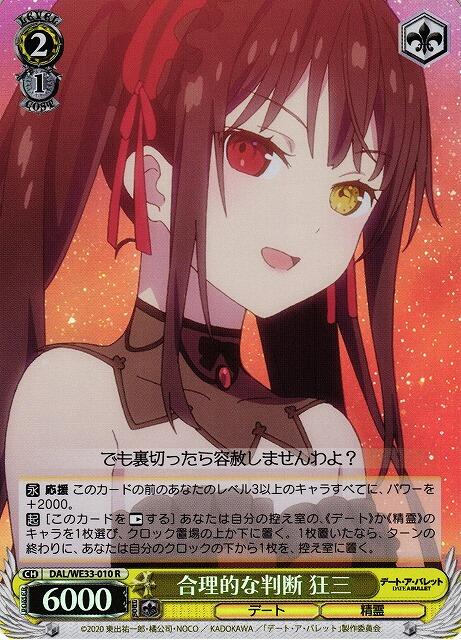 LEVEL
2
1
COST
でも裏切ったら容赦しませんわよ?
永 応援 このカードの前のあなたのレベル3以上のキャラすべてに、パワーを
+2000。
起 [このカードをする] あなたは自分の控え室の、《デート》か《精霊》の
キャラを1枚選び、クロック置場の上か下に置く。1枚置いたなら、ターンの
終わりに、あなたは自分のクロックの下から1枚を、控え室に置く。
CH DAL/WE33-010 R
POWER
6000
合理的な判断 狂三
デート・ア・バレット
DATE A BULLET
デート
精霊
©2020 東出祐一郎・橘公司・NOCO / KADOKAWA /「デート・ア・バレット」製作委員会